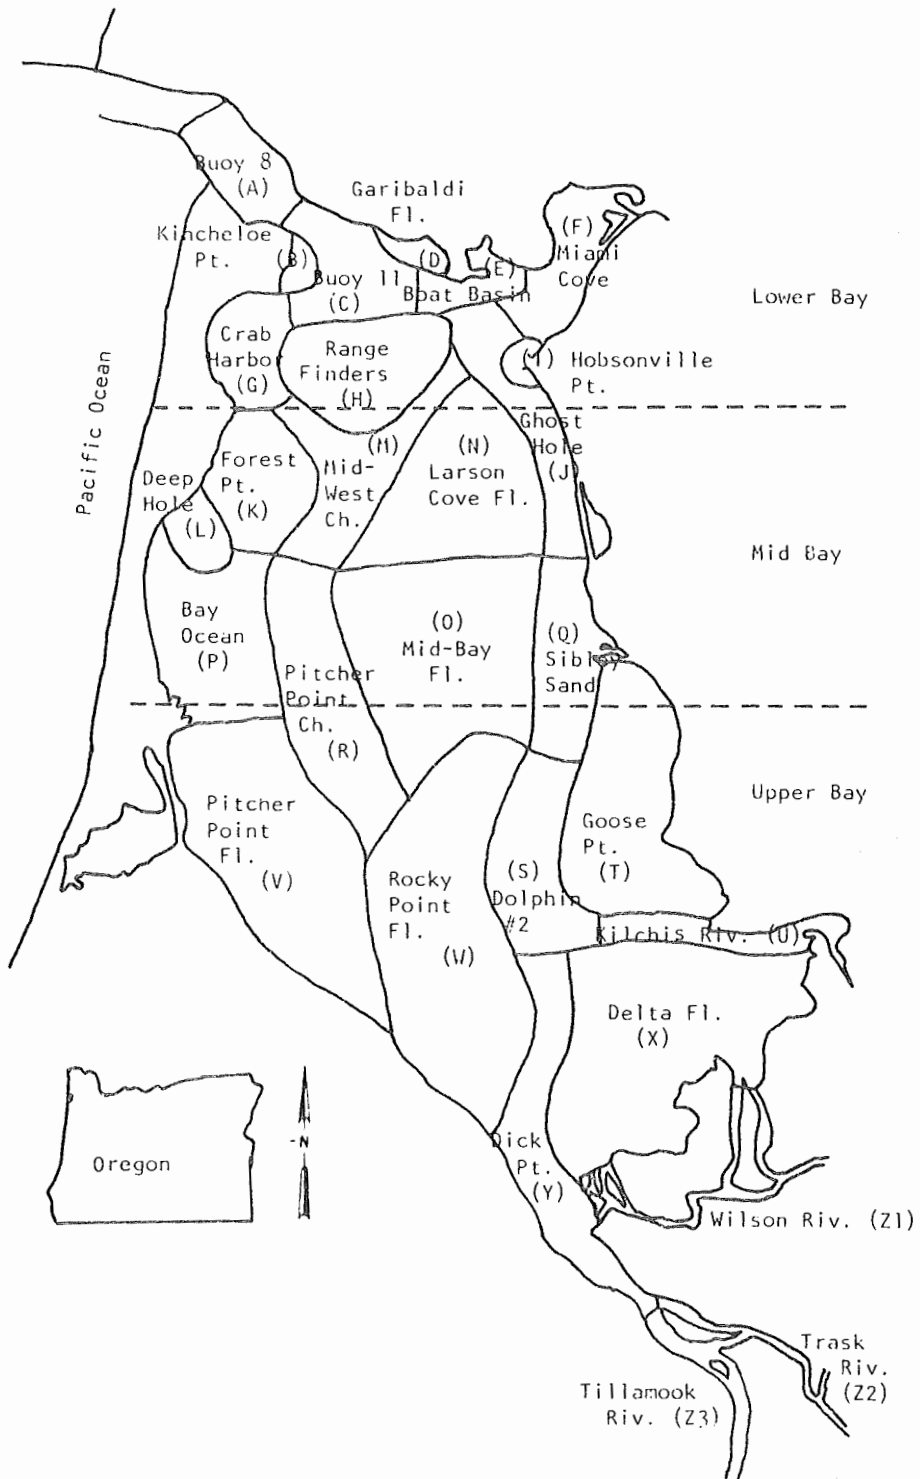 Buoy 8
(A)
Garibaldi
Fl.
(F)
Miami
Cove
Kincheloe
Pt.
(B)
(D)
(E)
Buoy 11
(C)
Boat Basin
Lower Bay
Crab
Harbor
(G)
Range
Finders
(H)
(I) Hobsonville
Pt.
Pacific Ocean
Ghost
Hole
(J)
(M)
Mid-
West
Ch.
(N)
Larson
Cove Fl.
Forest
Pt.
(K)
Deep
Hole
(L)
Mid Bay
Bay
Ocean
(P)
(O)
Mid-Bay
Fl.
(Q)
Sibley
Sand
Pitcher
Point
Ch.
(R)
Upper Bay
Pitcher
Point
Fl.
(V)
Goose
Pt.
(T)
Rocky
Point
Fl.
(W)
(S)
Dolphin
#2
Kilchis Riv. (U)
Delta Fl.
(X)
Oregon
-N
Dick
Pt.
(Y)
Wilson Riv. (Z1)
Trask
Riv.
(Z2)
Tillamook
Riv. (Z3)